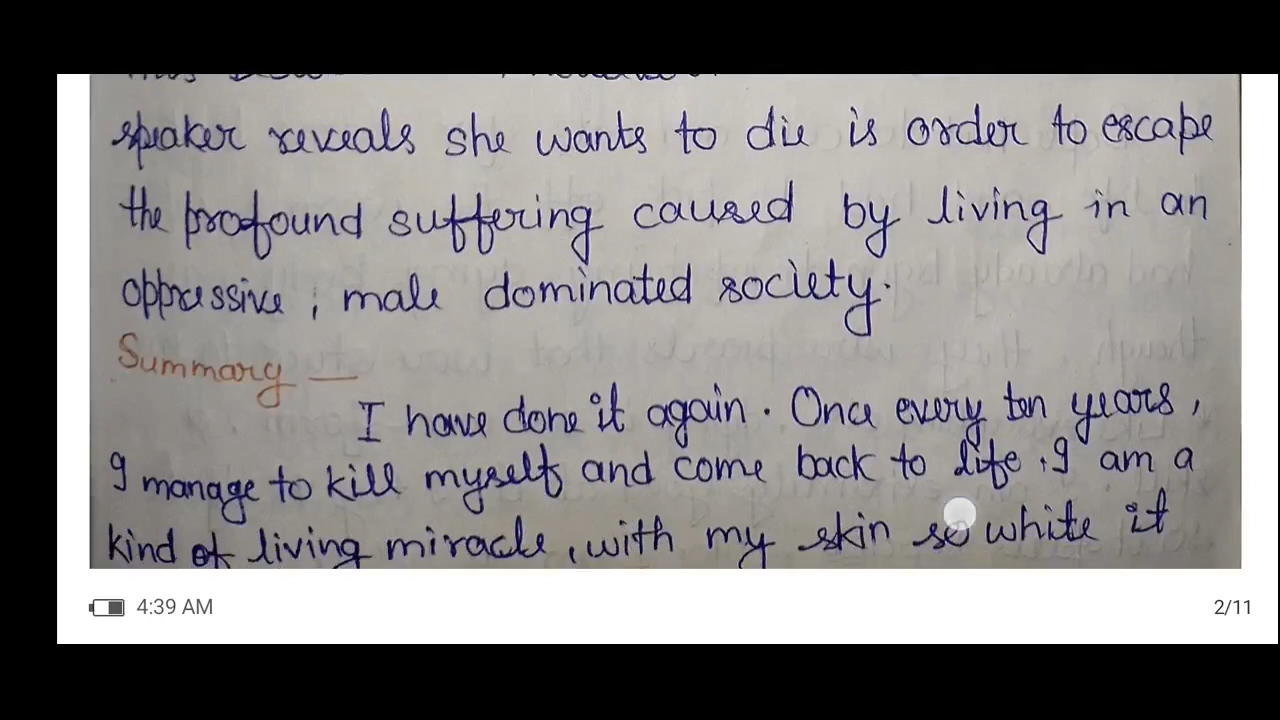 speaker reveals she wants to die is order to escape
the profound suffering caused by living in an
oppressive, male dominated society.
Summary —
I have done it again. Once every ten years,
I manage to kill myself and come back to life. I am a
kind of living miracle, with my skin so white it
4:39 AM
2/11